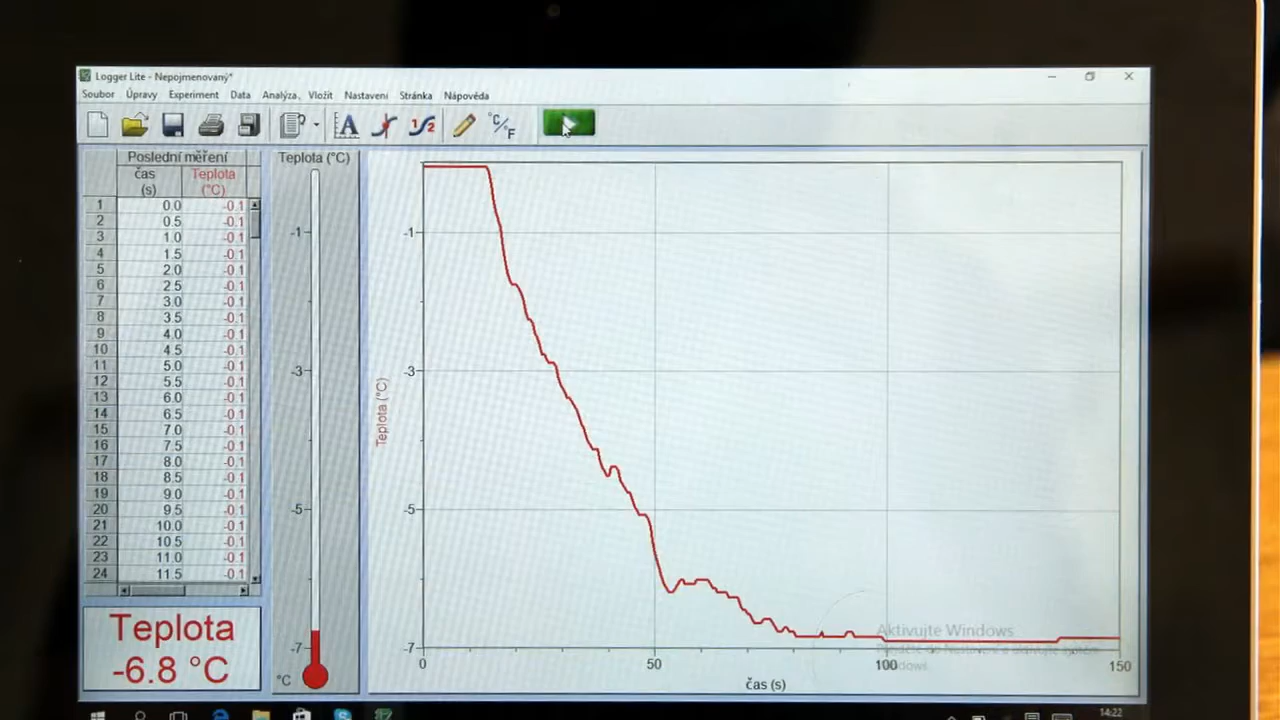 Logger Lite - Nepojmenovaný*
Soubor Úpravy Experiment Data Analýza Vložit Nastavení Stránka Nápověda
Poslední měření
čas Teplota
(s) (°C)
1 0.0 -0.1
2 0.5 -0.1
3 1.0 -0.1
4 1.5 -0.1
5 2.0 -0.1
6 2.5 -0.1
7 3.0 -0.1
8 3.5 -0.1
9 4.0 -0.1
10 4.5 -0.1
11 5.0 -0.1
12 5.5 -0.1
13 6.0 -0.1
14 6.5 -0.1
15 7.0 -0.1
16 7.5 -0.1
17 8.0 -0.1
18 8.5 -0.1
19 9.0 -0.1
20 9.5 -0.1
21 10.0 -0.1
22 10.5 -0.1
23 11.0 -0.1
24 11.5 -0.1
Teplota
-6.8 °C
Teplota (°C)
-1
-3
-5
-7
°C
Teplota (°C)
-1
-3
-5
-7
0 50 100 150
čas (s)
Aktivujte Windows
Windows.
°C/F
1/2
A
14:22